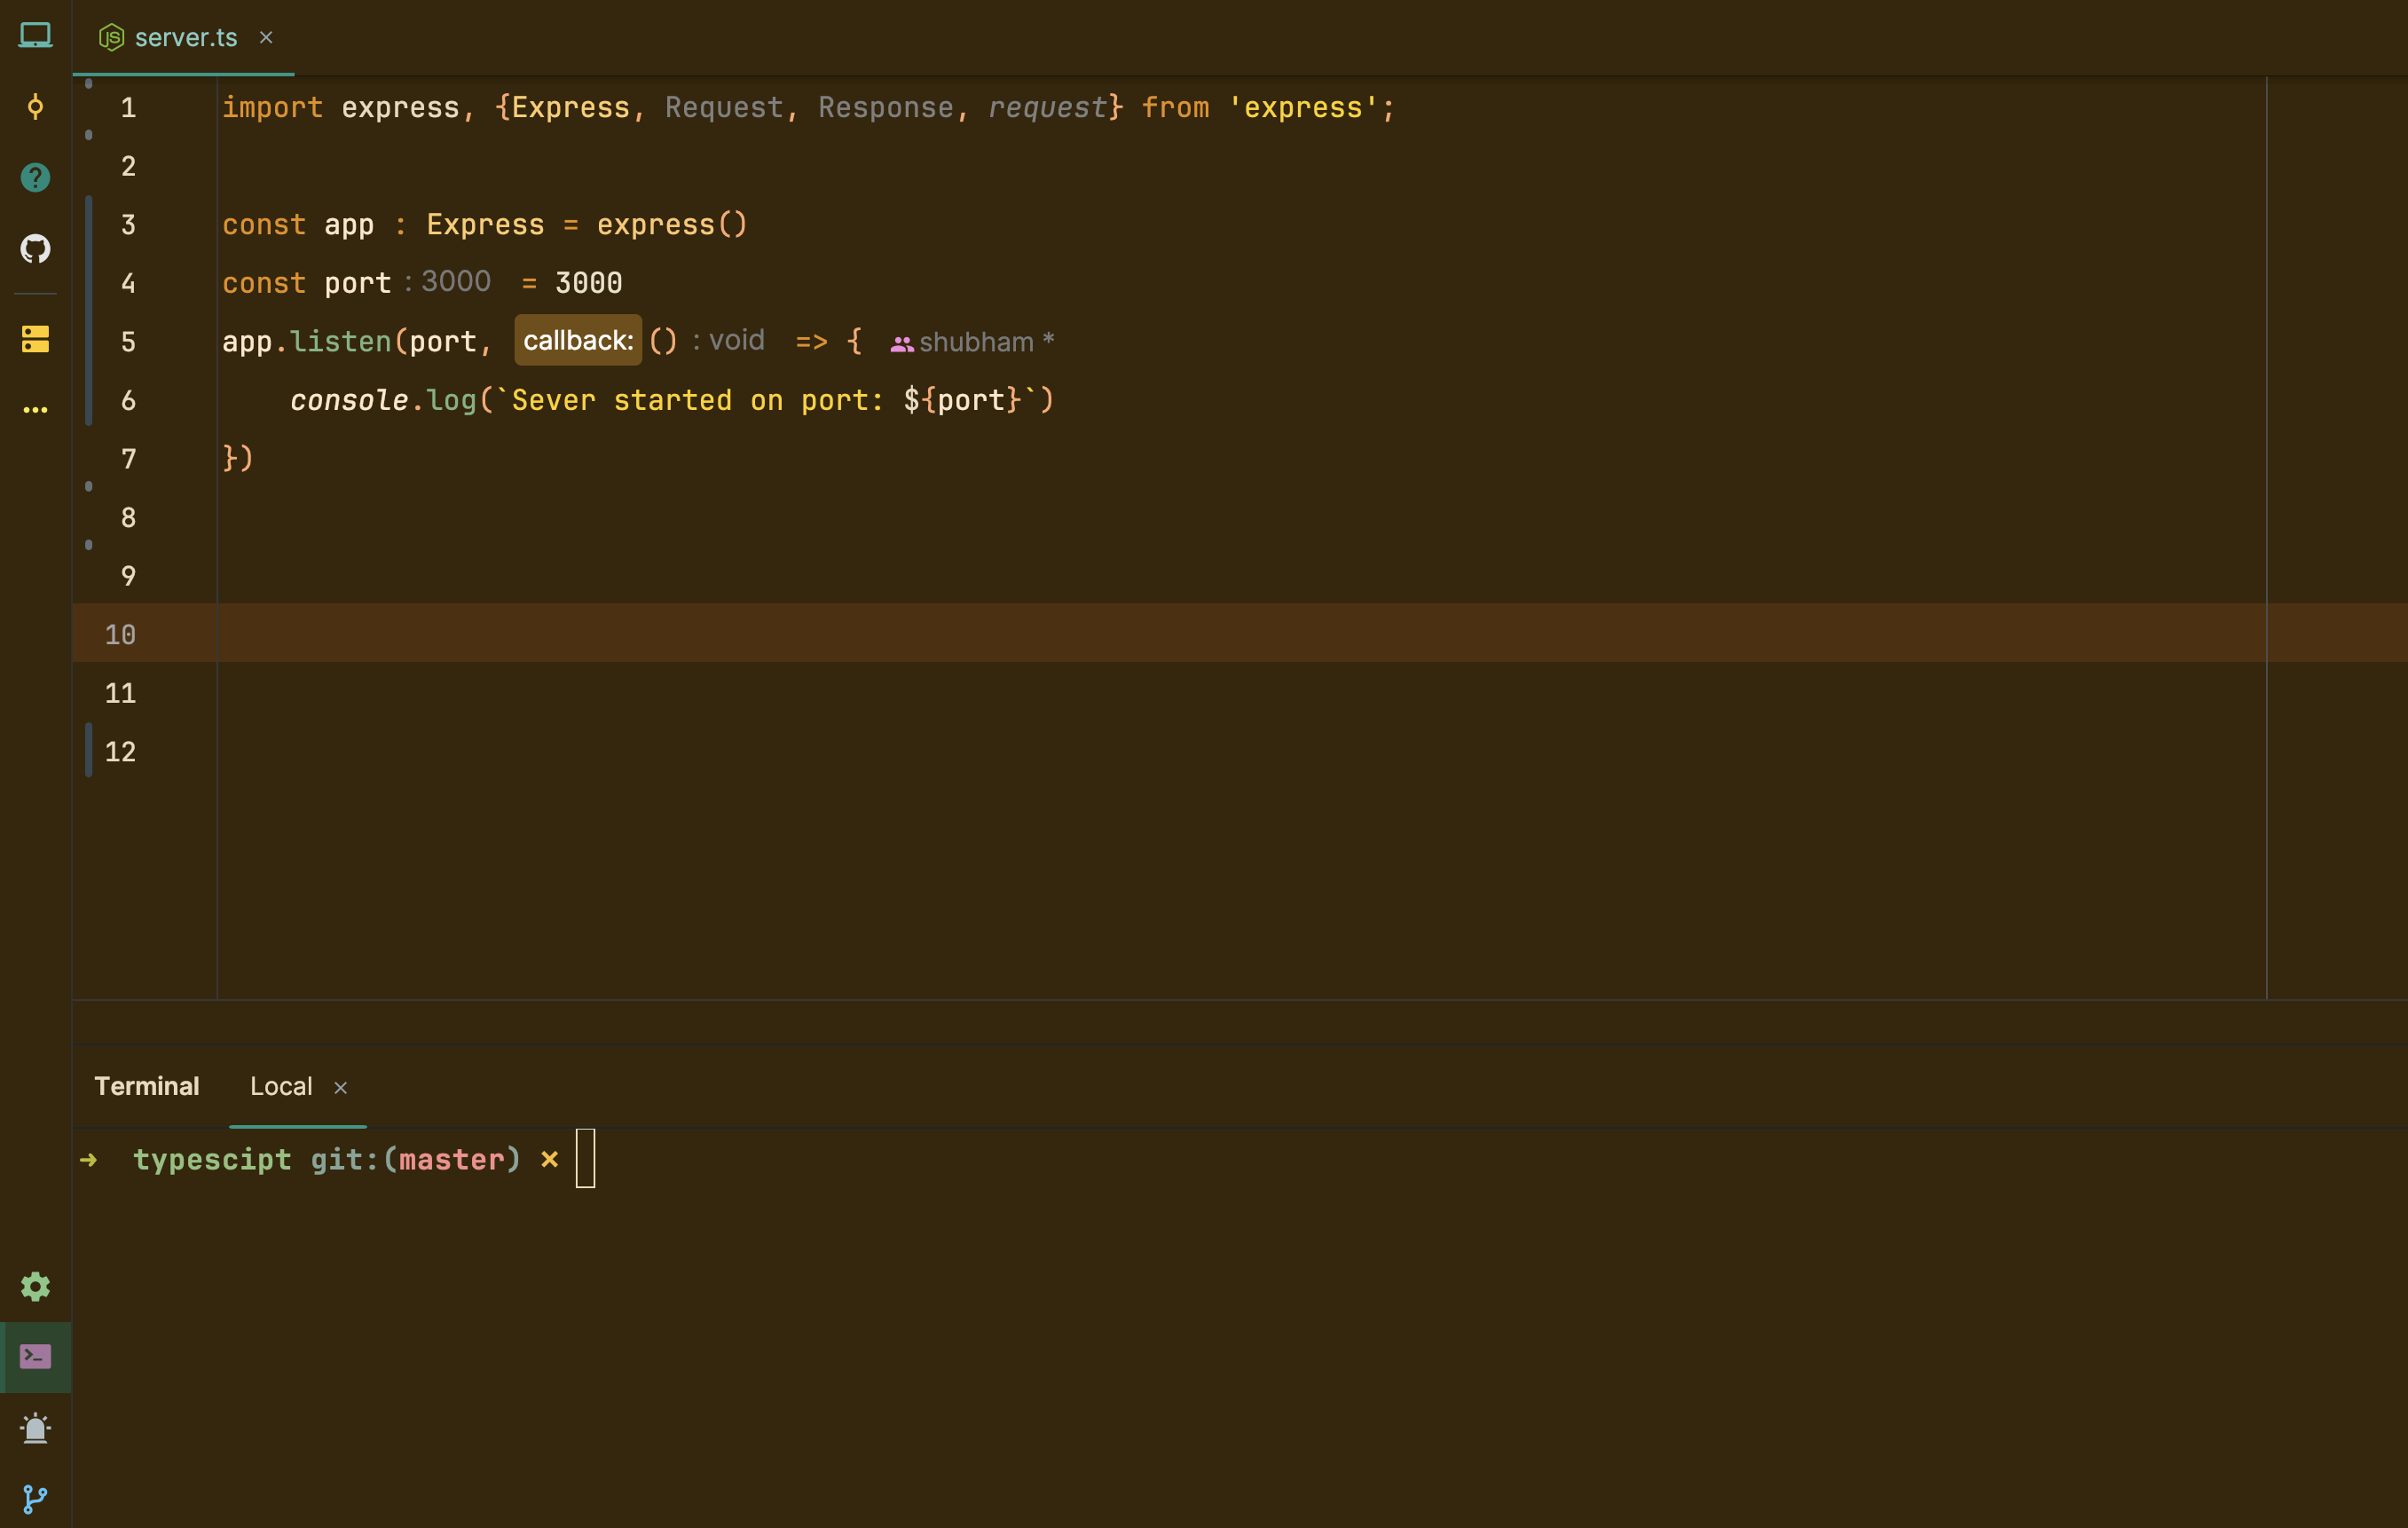 server.ts ×
1 import express, {Express, Request, Response, request} from 'express';
2
3 const app : Express = express()
4 const port : 3000 = 3000
5 app.listen(port, callback: () : void => { shubham *
6 console.log(`Sever started on port: ${port}`)
7 })
8
9
10
11
12
Terminal Local ×
➜ typescipt git:(master) ✗